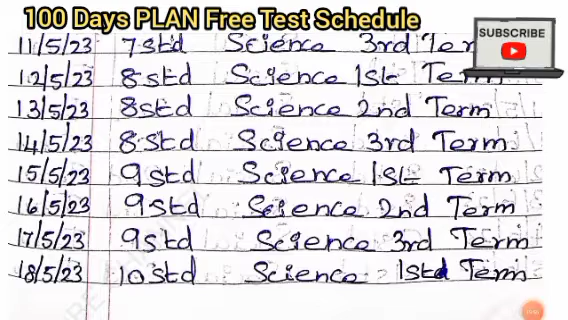 100 Days PLAN Free Test Schedule
SUBSCRIBE
11/5/23 7std Science 3rd Ter
12/5/23 8std Science 1st Term
13/5/23 8std Science 2nd Term
14/5/23 8std Science 3rd Term
15/5/23 9std Science 1st Term
16/5/23 9std Science 2nd Term
17/5/23 9std Science 3rd Term
18/5/23 10std Science 1std Term